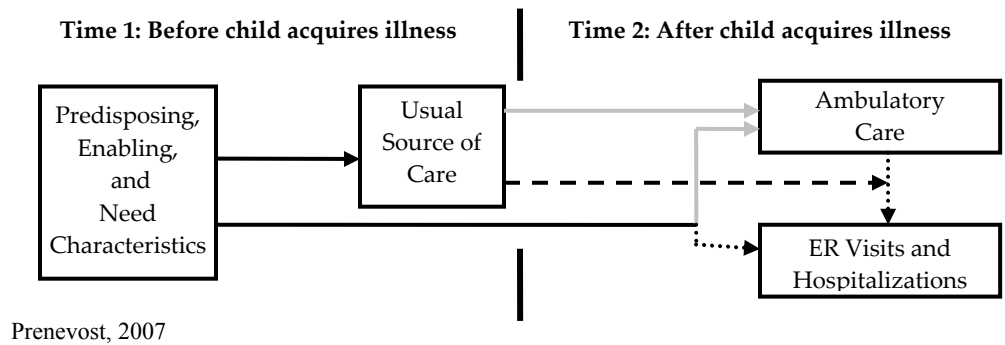 Time 1: Before child acquires illness
Time 2: After child acquires illness
Predisposing,
Enabling,
and
Need
Characteristics
Usual
Source of
Care
Ambulatory
Care
ER Visits and
Hospitalizations
Prenevost, 2007